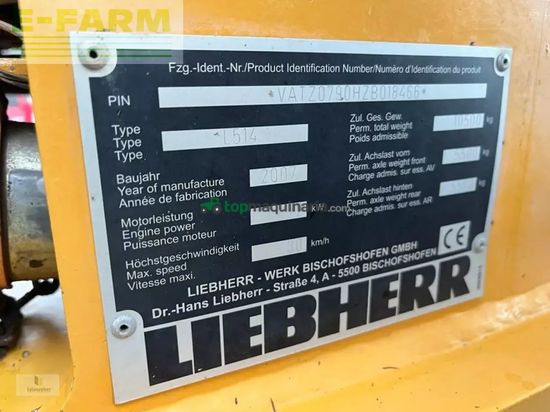 E-FARM
Fzg.-Ident.-Nr./Product Identification Number/Numéro d'Identification du produit
PIN
Type L514
Type
Type
Baujahr
Year of manufacture 2007
Année de fabrication
Motorleistung
Engine power
Puissance moteur
Höchstgeschwindigkeit
Max. speed 30 km/h
Vitesse maxi.
Zul. Ges. Gew.
Perm. total weight kg
Poids admissible
Zul. Achslast vorn
Perm. axle weight front kg
Charge admis. sur ess. AV
Zul. Achslast hinten
Perm. axle weight rear kg
Charge admis. sur ess. AR
topmaquinaria.com
CE
LIEBHERR - WERK BISCHOFSHOFEN GMBH
Dr.-Hans Liebherr - Straße 4, A - 5500 BISCHOFSHOFEN
LIEBHERR